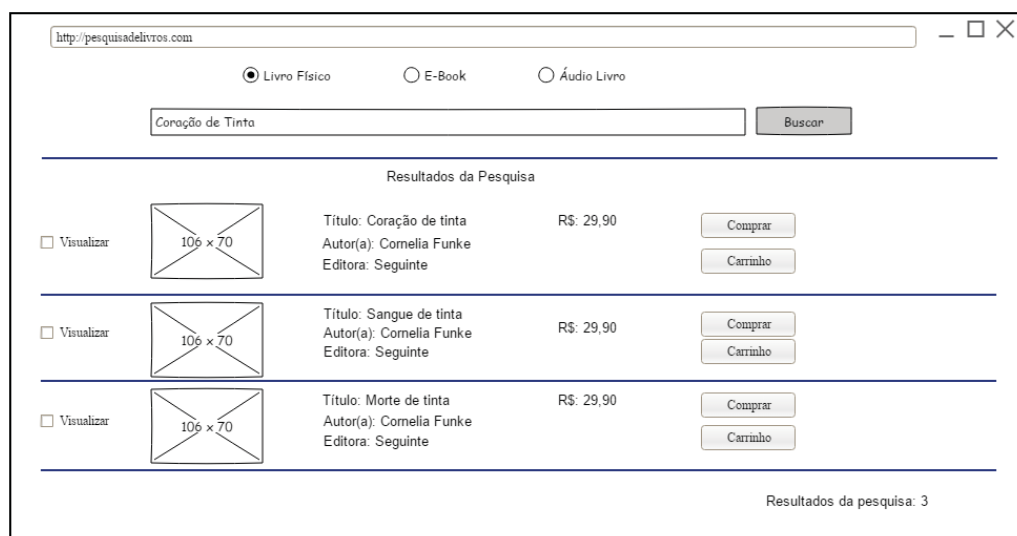 http://pesquisadelivros.com
Livro Físico E-Book Áudio Livro
Coração de Tinta Buscar
Resultados da Pesquisa
Visualizar 106 x 70 Título: Coração de tinta R$: 29,90 Comprar
Autor(a): Cornelia Funke
Editora: Seguinte Carrinho
Visualizar 106 x 70 Título: Sangue de tinta R$: 29,90 Comprar
Autor(a): Cornelia Funke
Editora: Seguinte Carrinho
Visualizar 106 x 70 Título: Morte de tinta R$: 29,90 Comprar
Autor(a): Cornelia Funke
Editora: Seguinte Carrinho
Resultados da pesquisa: 3